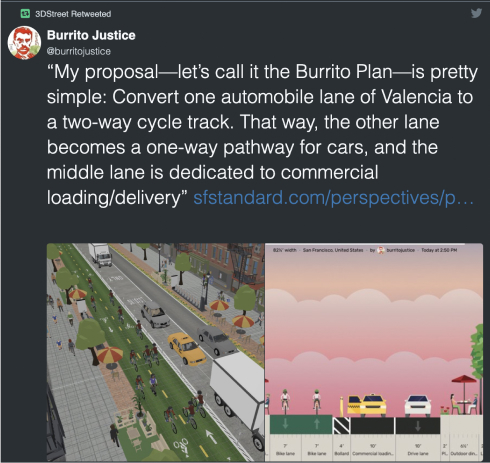 3DStreet Retweeted
Burrito Justice
@burritojustice
“My proposal—let’s call it the Burrito Plan—is pretty
simple: Convert one automobile lane of Valencia to
a two-way cycle track. That way, the other lane
becomes a one-way pathway for cars, and the
middle lane is dedicated to commercial
loading/delivery” sfstandard.com/perspectives/p…
82½' width San Francisco, United States by burritojustice Today at 2:50 PM
7' 7' 4' 10' 10' 2' 6½'
Bike lane Bike lane Bollard Commercial loadin... Drive lane Pl... Outdoor din...